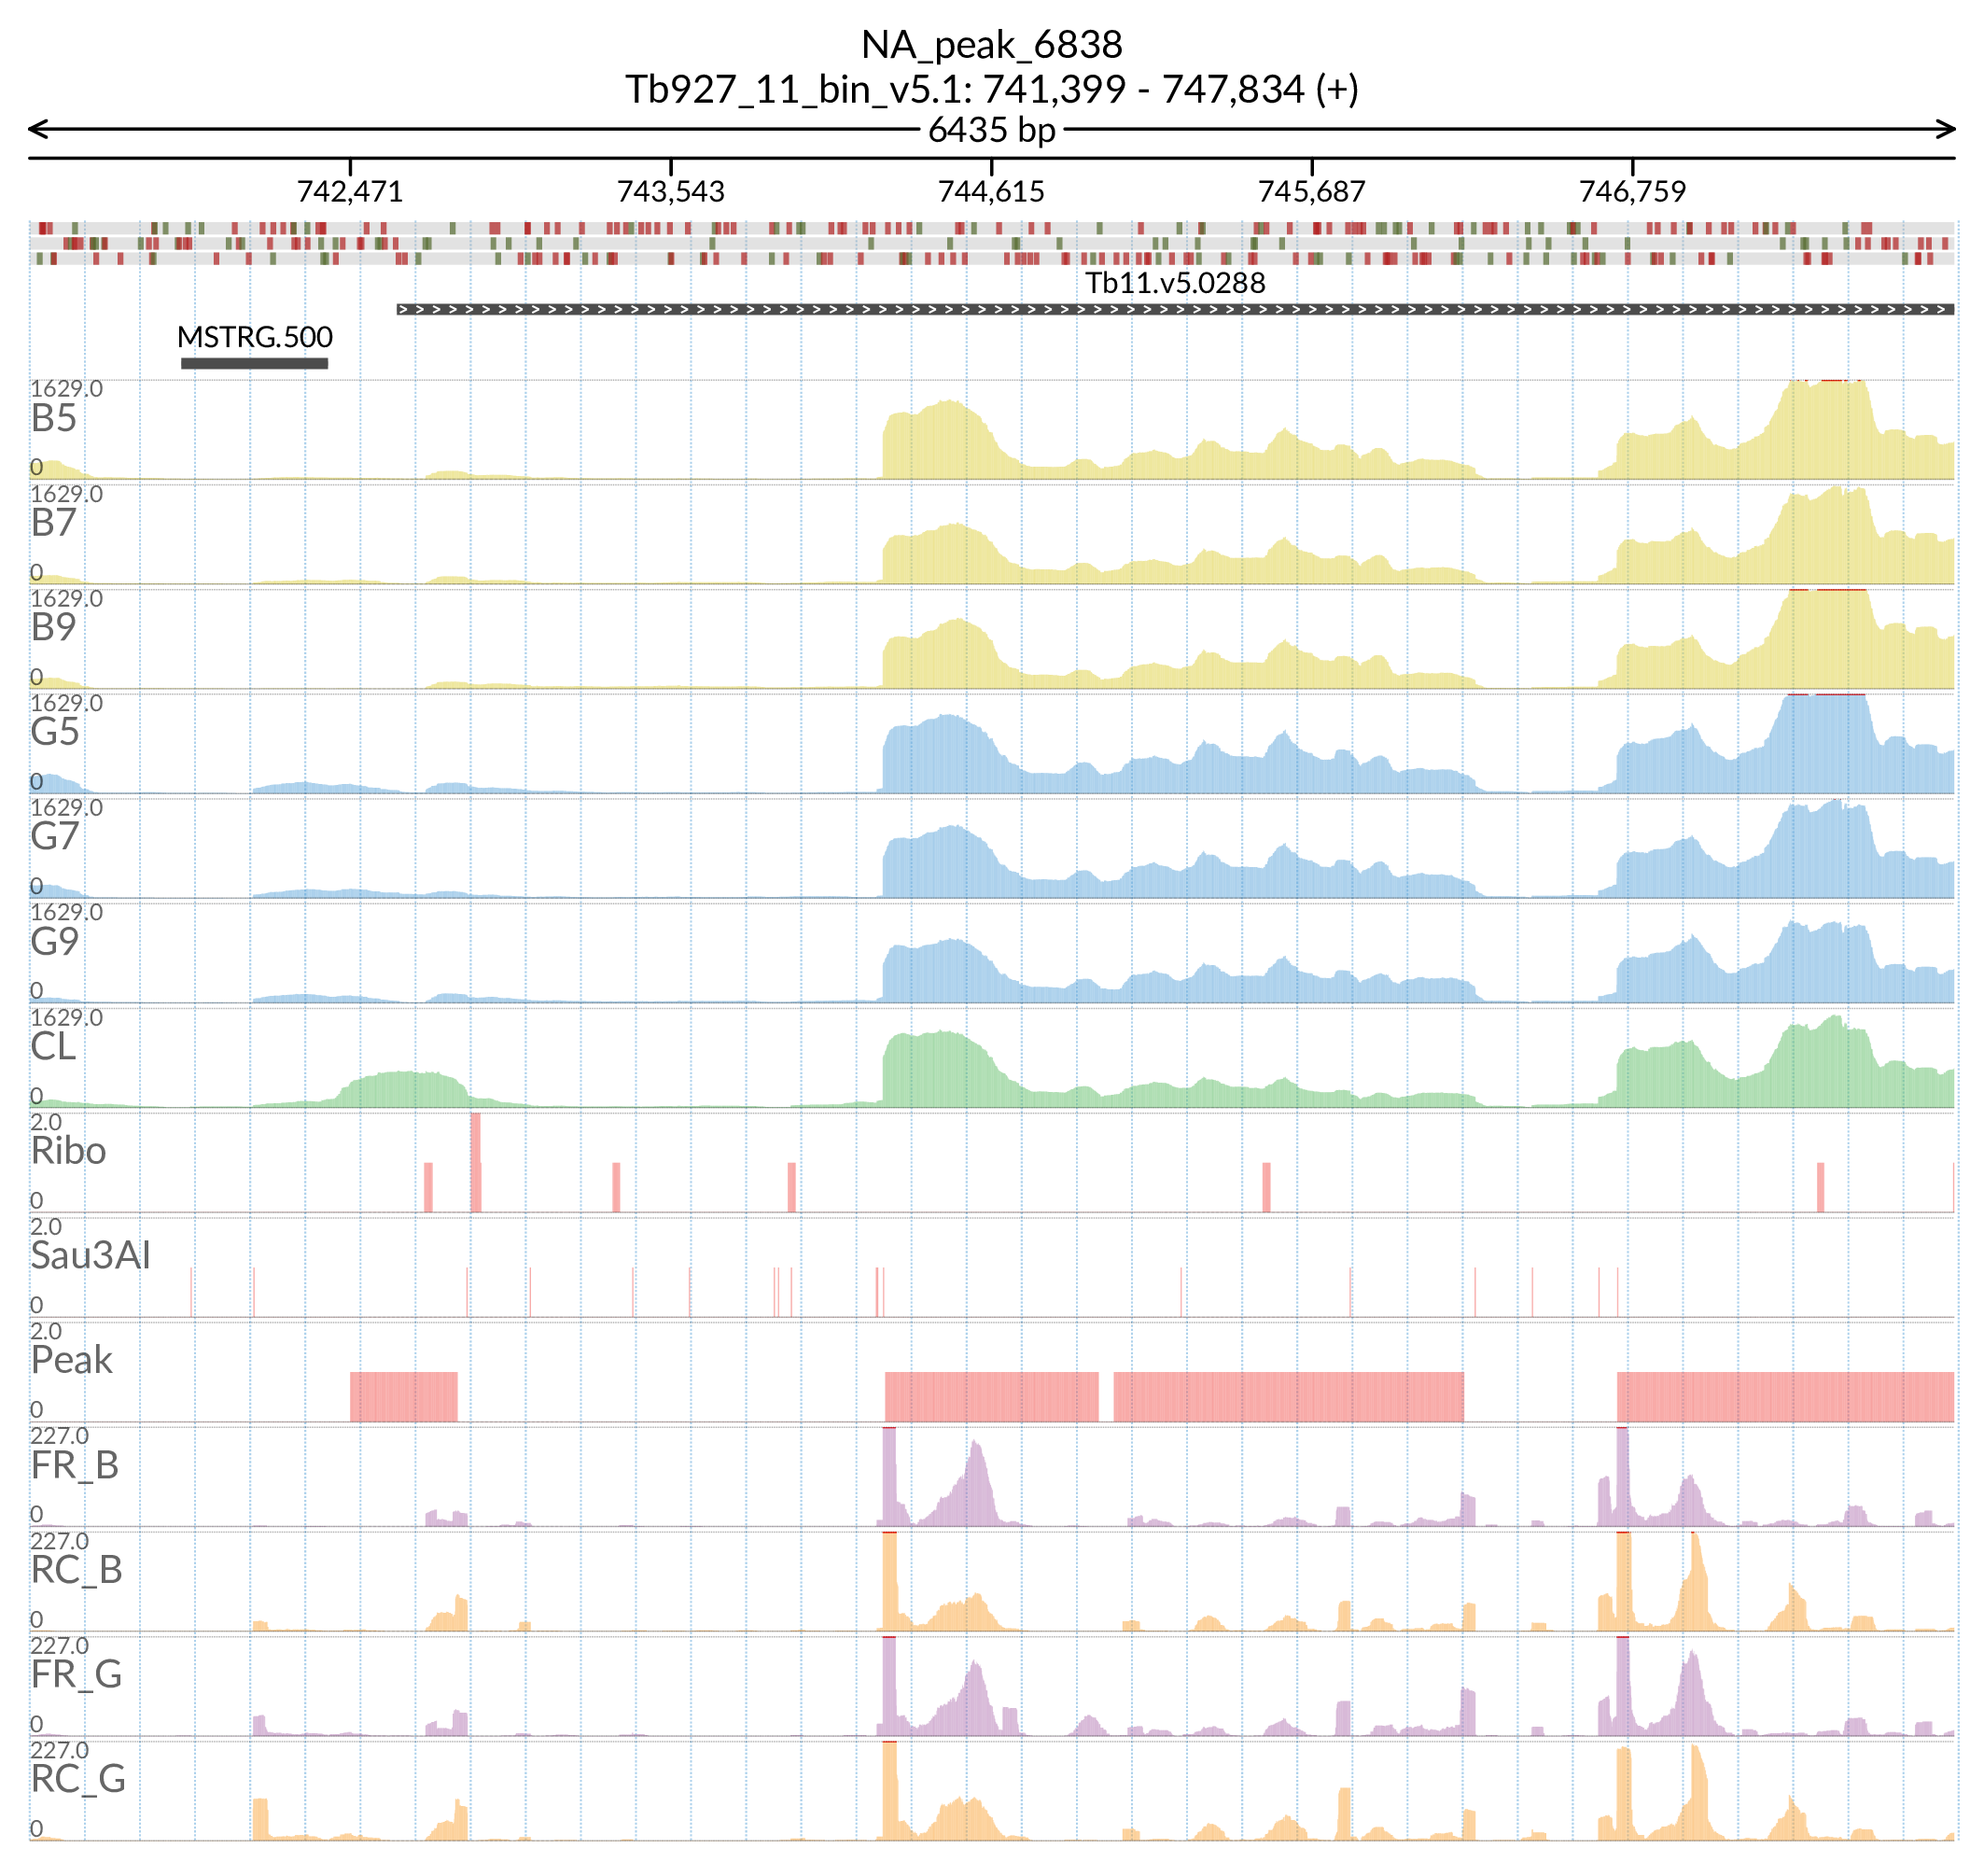 NA_peak_6838
Tb927_11_bin_v5.1: 741,399 - 747,834 (+)
6435 bp
742,471 743,543 744,615 745,687 746,759
Tb11.v5.0288
MSTRG.500
1629.0
B5
0
1629.0
B7
0
1629.0
B9
0
1629.0
G5
0
1629.0
G7
0
1629.0
G9
0
1629.0
CL
0
2.0
Ribo
0
2.0
Sau3AI
0
2.0
Peak
0
227.0
FR_B
0
227.0
RC_B
0
227.0
FR_G
0
227.0
RC_G
0